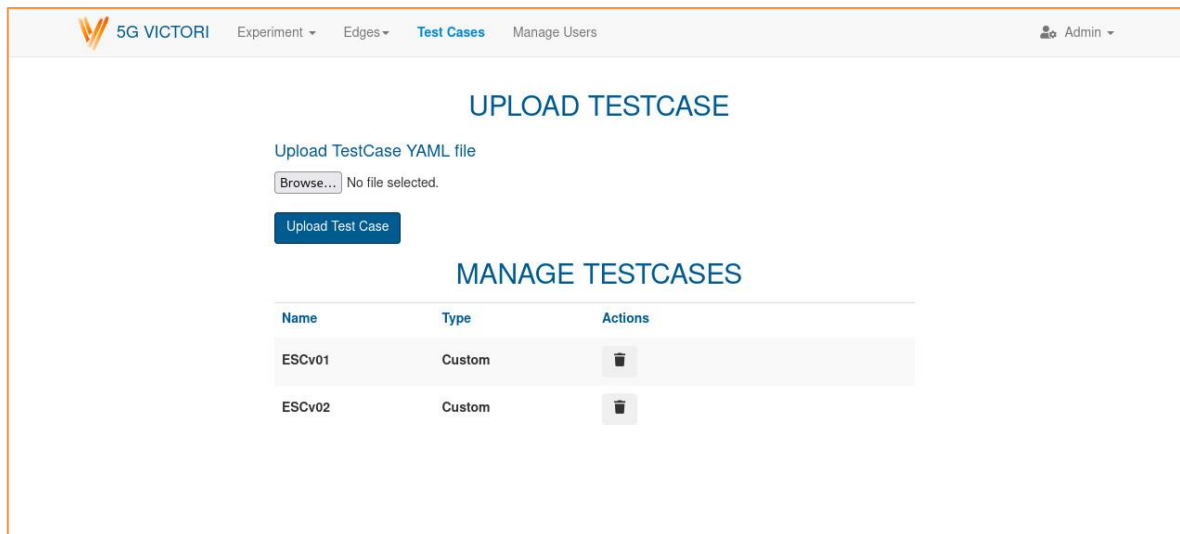 5G VICTORI Experiment Edges Test Cases Manage Users Admin
UPLOAD TESTCASE
Upload TestCase YAML file
Browse... No file selected.
Upload Test Case
MANAGE TESTCASES
Name Type Actions
ESCv01 Custom
ESCv02 Custom